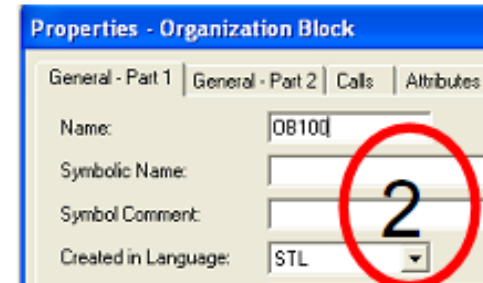 Properties - Organization Block
General - Part 1 General - Part 2 Calls Attributes
Name: OB100
Symbolic Name:
Symbol Comment:
2
Created in Language: STL